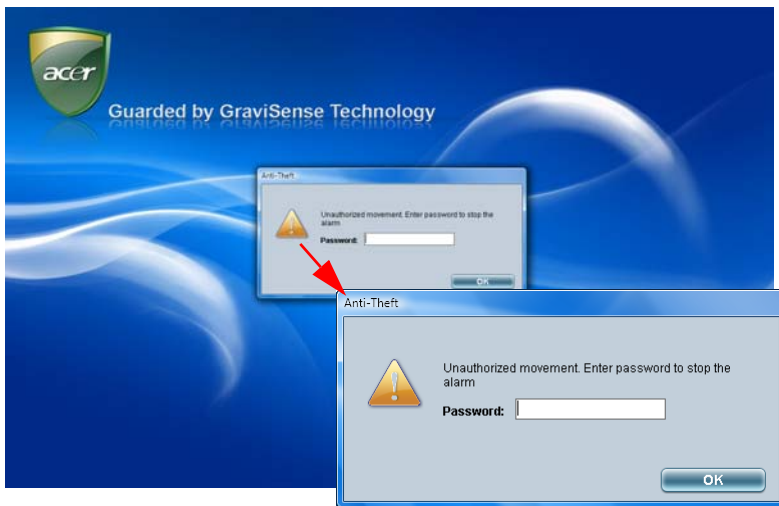 acer
Guarded by GraviSense Technology
Anti-Theft
Unauthorized movement. Enter password to stop the
alarm
Password:
OK
Anti-Theft
Unauthorized movement. Enter password to stop the
alarm
Password:
OK